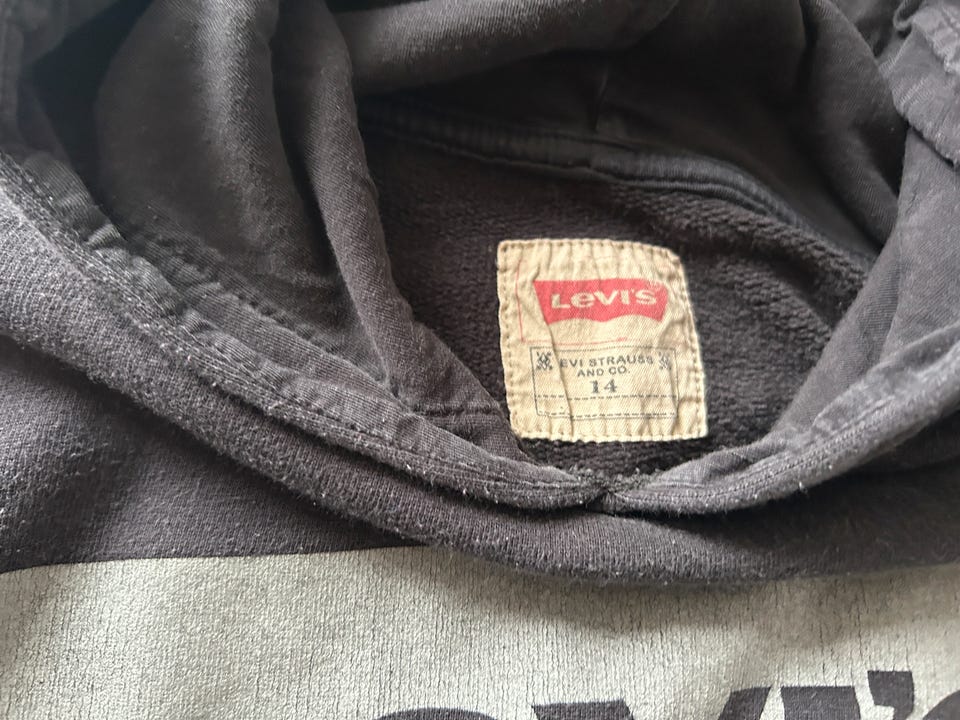 LEVI'S
EVI STRAUSS
AND CO.
14